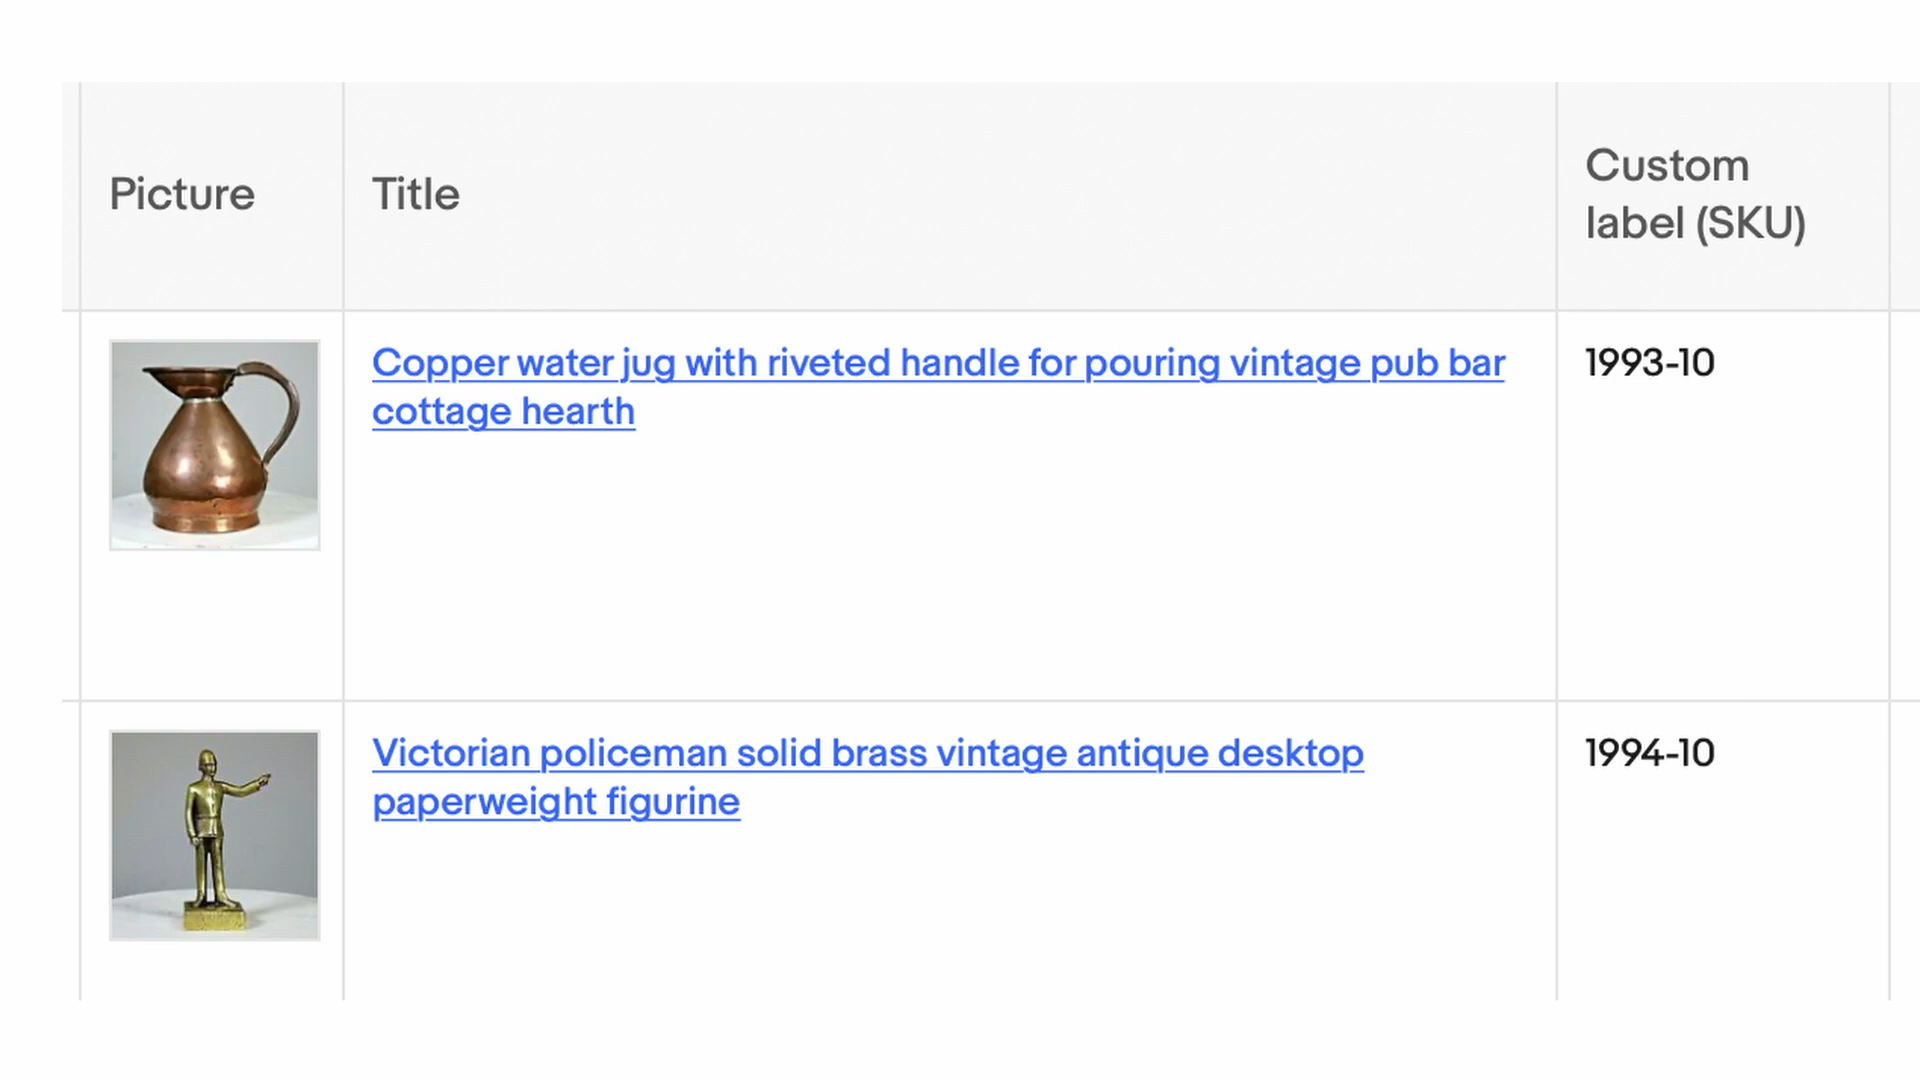 Picture
Title
Custom
label (SKU)
Copper water jug with riveted handle for pouring vintage pub bar
cottage hearth
1993-10
Victorian policeman solid brass vintage antique desktop
paperweight figurine
1994-10